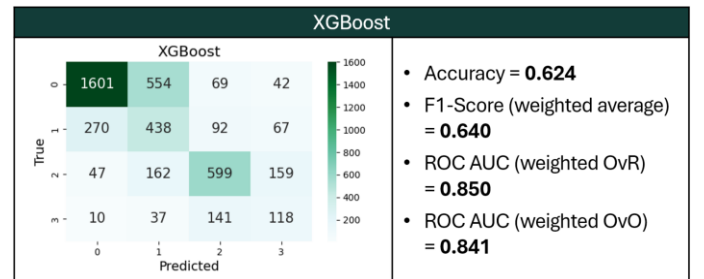 XGBoost
XGBoost
True
0 1601 554 69 42
1 270 438 92 67
2 47 162 599 159
3 10 37 141 118
0 1 2 3
Predicted
1600
1400
1200
1000
800
600
400
200
• Accuracy = 0.624
• F1-Score (weighted average)
= 0.640
• ROC AUC (weighted OvR)
= 0.850
• ROC AUC (weighted OvO)
= 0.841